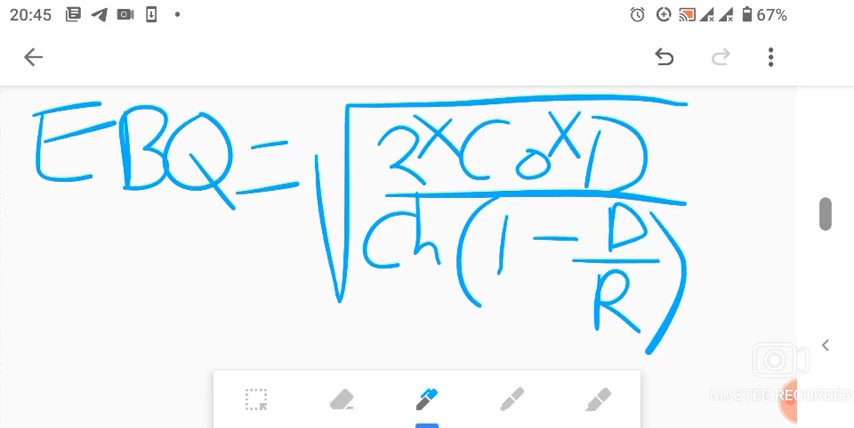 20:45 67%
EBQ = √(2 × Co × D / Ch (1 − D/R))
MASTER RECORDER